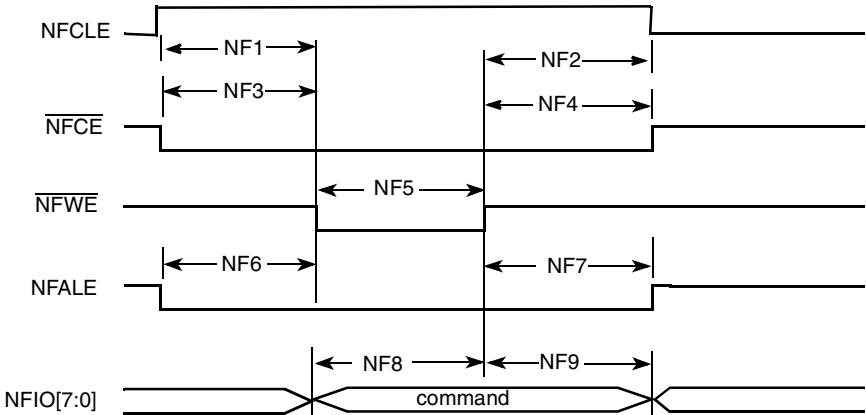 NFCLE
NF1
NF2
NF3
NF4
NFCE
NF5
NFWE
NF6
NF7
NFALE
NF8
NF9
NFIO[7:0]
command